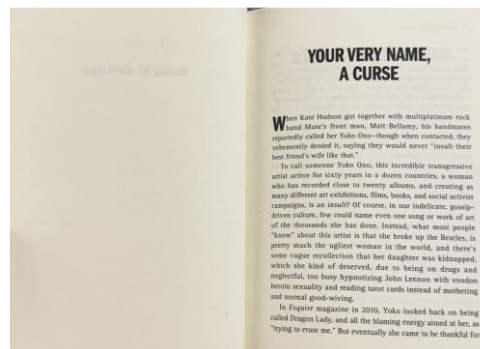 YOUR VERY NAME,
A CURSE
When Kate Hudson got together with multiplatinum rock
band Muse's front man, Matt Bellamy, his bandmates
reportedly called her Yoko Ono—though when contacted, they
vehemently denied it, saying they would never "insult their
best friend's wife like that."
To call someone Yoko Ono, this incredible transgressive
artist active for sixty years in a dozen countries, a woman
who has recorded close to twenty albums, and creating as
many different art exhibitions, films, books, and social activist
campaigns, is an insult? Of course, in our indelicate, gossip-
driven culture, few could name even one song or work of art
of the thousands she has done. Instead, what most people
"know" about this artist is that she broke up the Beatles, is
pretty much the ugliest woman in the world, and there's
some vague recollection that her daughter was kidnapped,
which she kind of deserved, due to being on drugs and
neglectful, too busy hypnotizing John Lennon with voodoo
heroin sexuality and reading tarot cards instead of mothering
and normal good-wiving.
In Esquire magazine in 2010, Yoko looked back on being
called Dragon Lady, and all the blaming energy aimed at her, as
"trying to erase me." But eventually she came to be thankful for